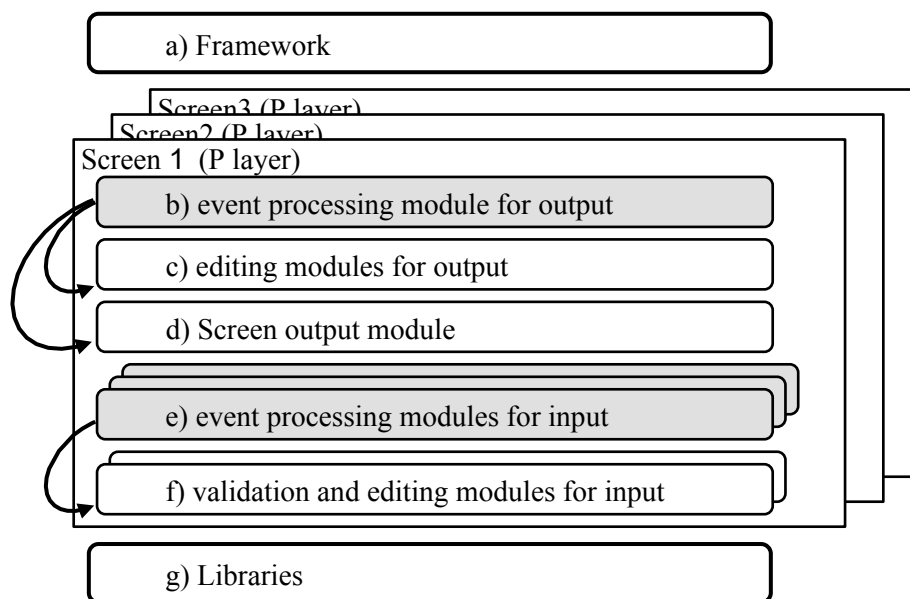 a) Framework
Screen3 (P layer)
Screen2 (P layer)
Screen 1 (P layer)
b) event processing module for output
c) editing modules for output
d) Screen output module
e) event processing modules for input
f) validation and editing modules for input
g) Libraries